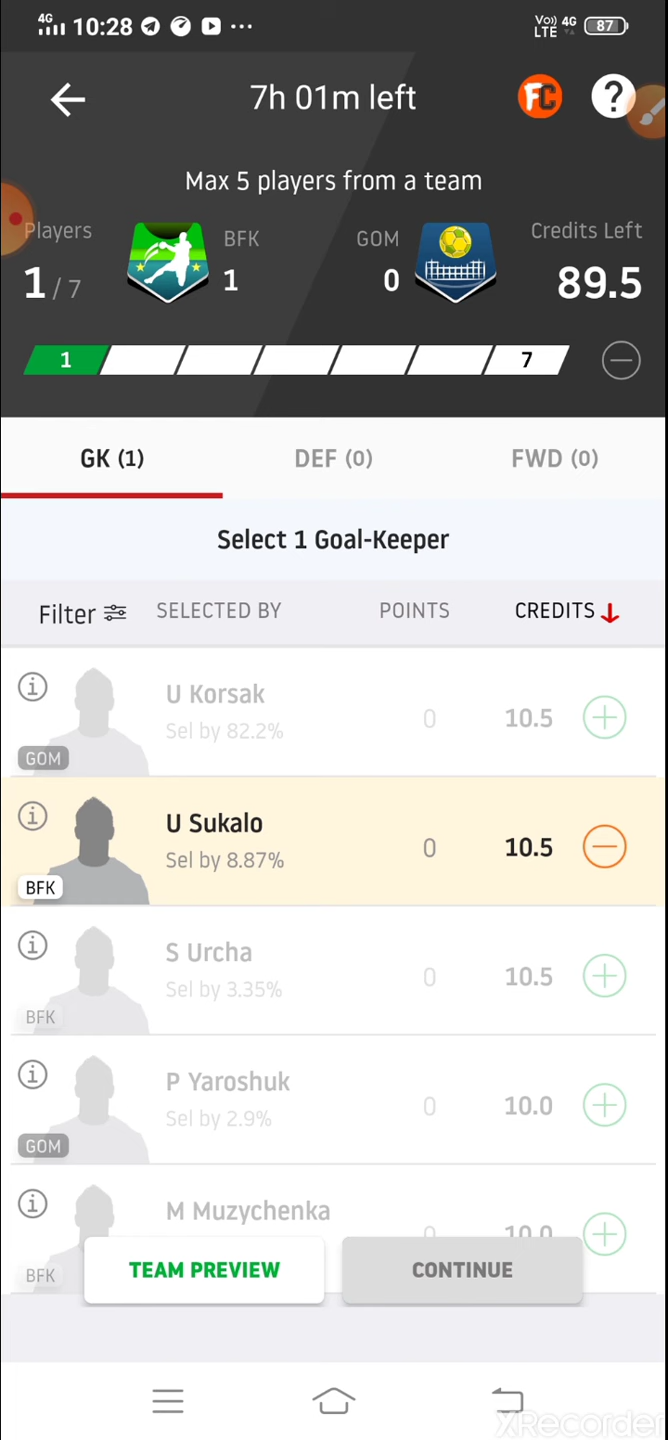 4G 10:28 Vo)) LTE 4G 87
7h 01m left FC ?
Max 5 players from a team
Players BFK GOM Credits Left
1/7 1 0 89.5
1 7
GK (1) DEF (0) FWD (0)
Select 1 Goal-Keeper
Filter SELECTED BY POINTS CREDITS
U Korsak
Sel by 82.2% 0 10.5
GOM
U Sukalo
Sel by 8.87% 0 10.5
BFK
S Urcha
Sel by 3.35% 0 10.5
BFK
P Yaroshuk
Sel by 2.9% 0 10.0
GOM
M Muzychenka
0 10.0
BFK
TEAM PREVIEW CONTINUE
XRecorder